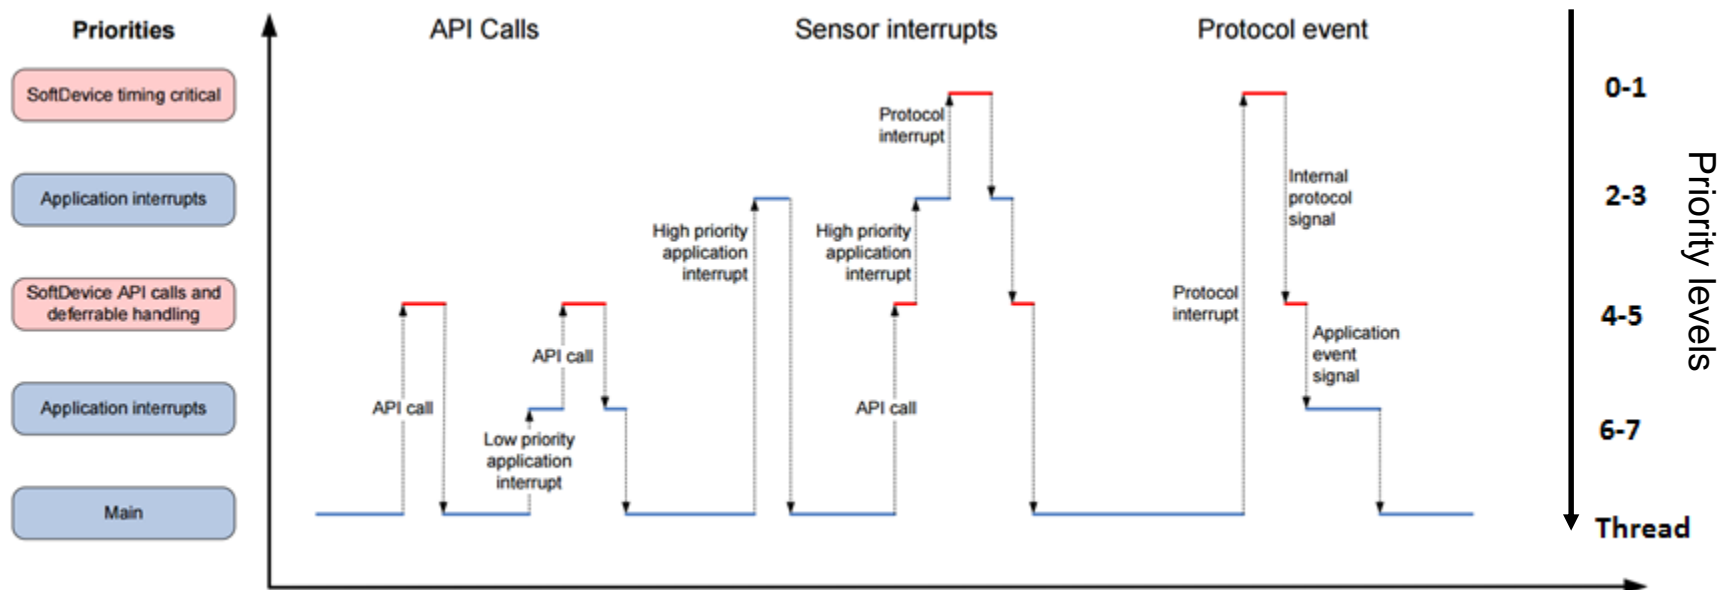 Priorities
API Calls
Sensor interrupts
Protocol event
SoftDevice timing critical
Application interrupts
SoftDevice API calls and
deferrable handling
Application interrupts
Main
API call
Low priority
application
interrupt
API call
High priority
application
interrupt
API call
High priority
application
interrupt
Protocol
interrupt
Protocol
interrupt
Internal
protocol
signal
Application
event
signal
0-1
2-3
4-5
6-7
Thread
Priority levels